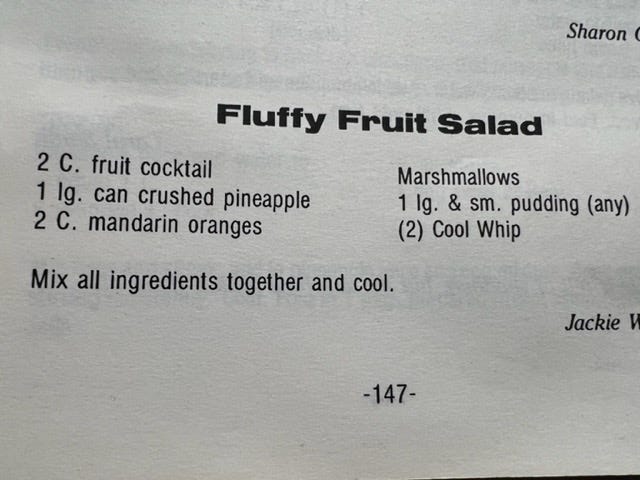 Sharon
Fluffy Fruit Salad
2 C. fruit cocktail
1 lg. can crushed pineapple
2 C. mandarin oranges
Marshmallows
1 lg. & sm. pudding (any)
(2) Cool Whip
Mix all ingredients together and cool.
Jackie
-147-